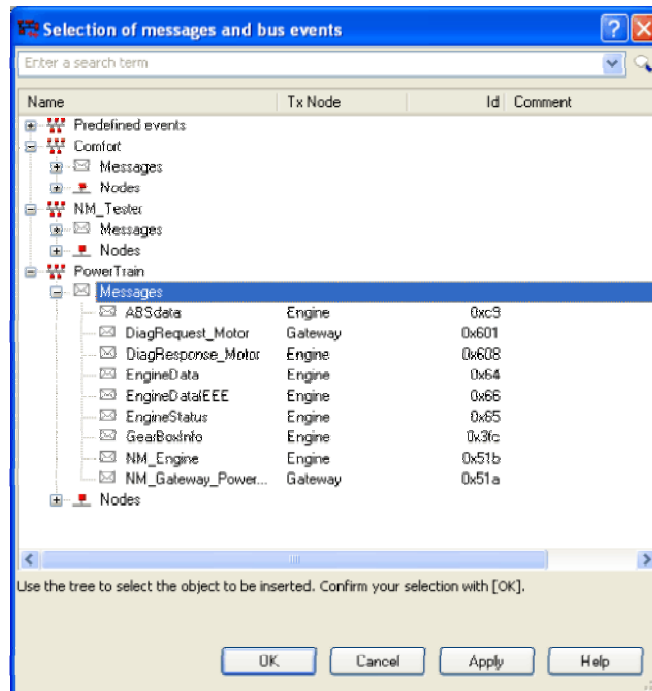 Selection of messages and bus events
Enter a search term
Name Tx Node Id Comment
Predefined events
Comfort
Messages
Nodes
NM_Tester
Messages
Nodes
PowerTrain
Messages
ABSdata Engine 0xc9
DiagRequest_Motor Gateway 0x601
DiagResponse_Motor Engine 0x608
EngineData Engine 0x64
EngineDataIEEE Engine 0x66
EngineStatus Engine 0x65
GearBoxInfo Engine 0x3fc
NM_Engine Engine 0x51b
NM_Gateway_Power... Gateway 0x51a
Nodes
Use the tree to select the object to be inserted. Confirm your selection with [OK].
OK Cancel Apply Help